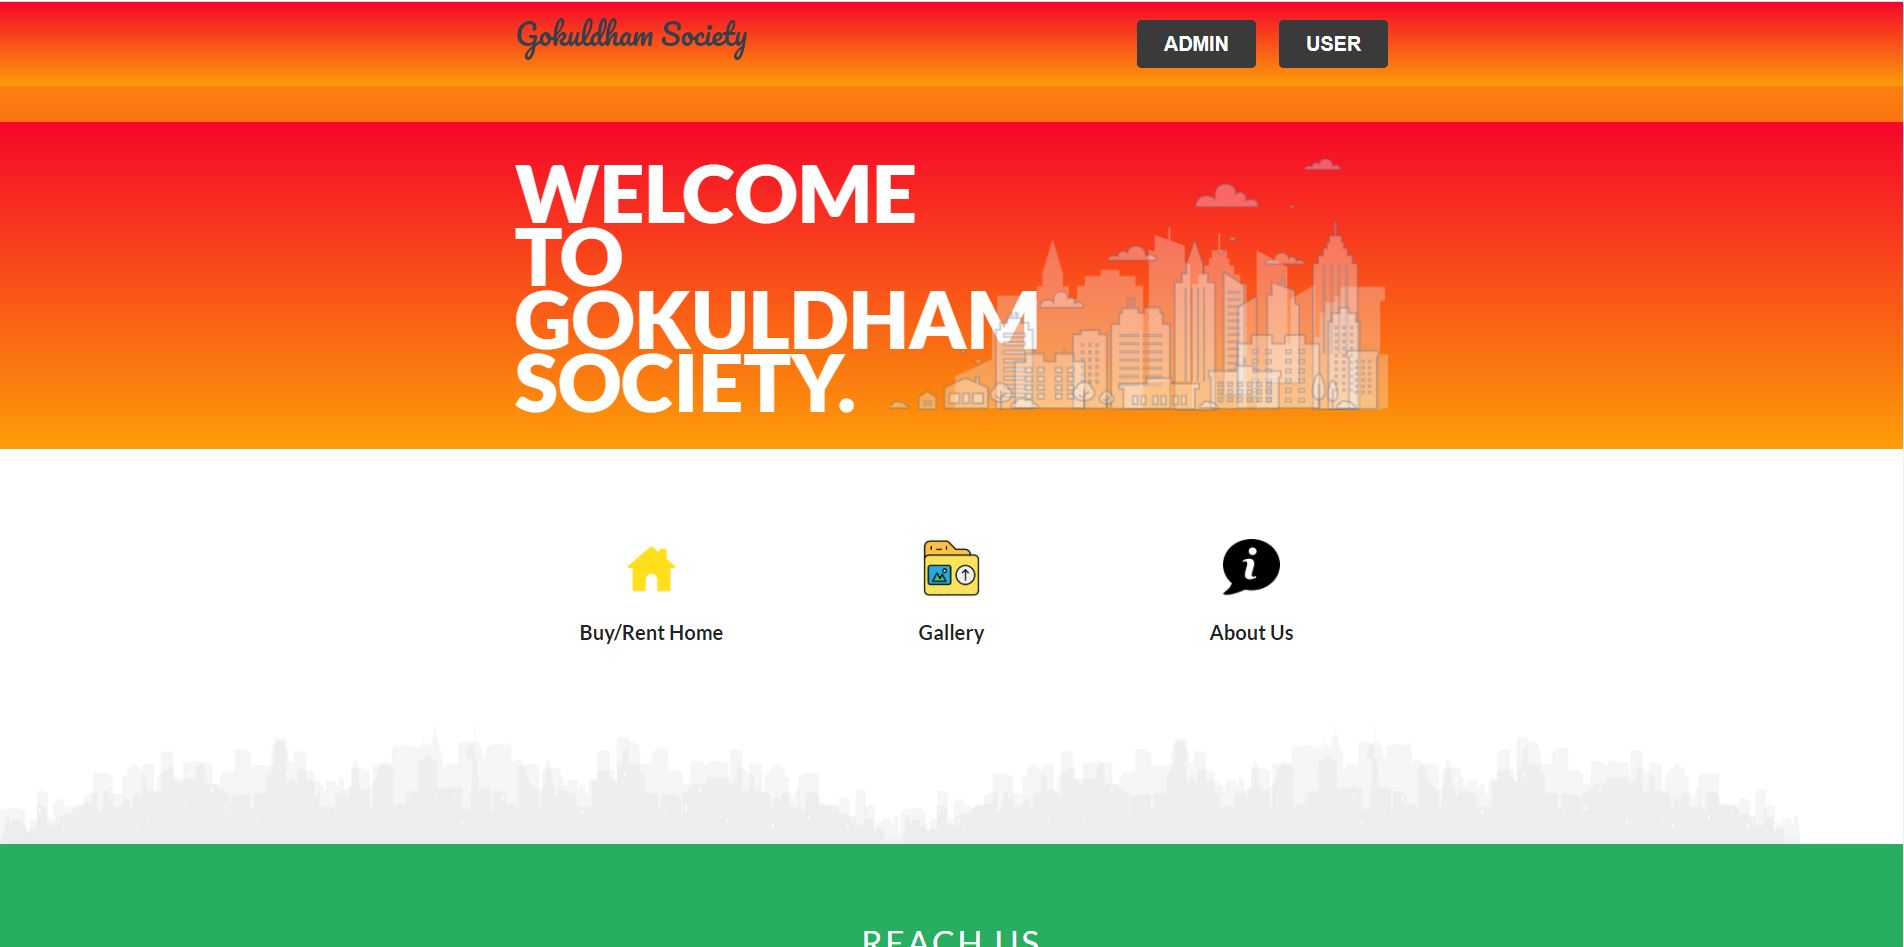 Gokuldham Society
ADMIN
USER
WELCOME
TO
GOKULDHAM
SOCIETY.
Buy/Rent Home
Gallery
About Us
REACH US